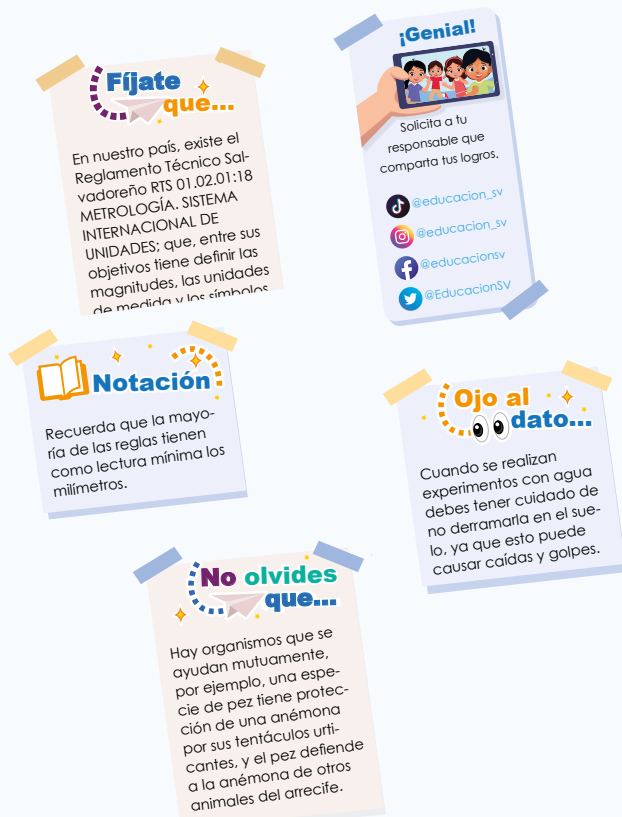 Fíjate
que...
En nuestro país, existe el
Reglamento Técnico Sal-
vadoreño RTS 01.02.01:18
METROLOGÍA. SISTEMA
INTERNACIONAL DE
UNIDADES; que, entre sus
objetivos tiene definir las
magnitudes, las unidades
de medida y los símbolos
¡Genial!
Solicita a tu
responsable que
comparta tus logros.
@educacion_sv
@educacion_sv
@educacionsv
@EducacionSV
Notación
Recuerda que la mayo-
ría de las reglas tienen
como lectura mínima los
milímetros.
Ojo al
dato...
Cuando se realizan
experimentos con agua
debes tener cuidado de
no derramarla en el sue-
lo, ya que esto puede
causar caídas y golpes.
No olvides
que...
Hay organismos que se
ayudan mutuamente,
por ejemplo, una espe-
cie de pez tiene protec-
ción de una anémona
por sus tentáculos urti-
cantes, y el pez defiende
a la anémona de otros
animales del arrecife.